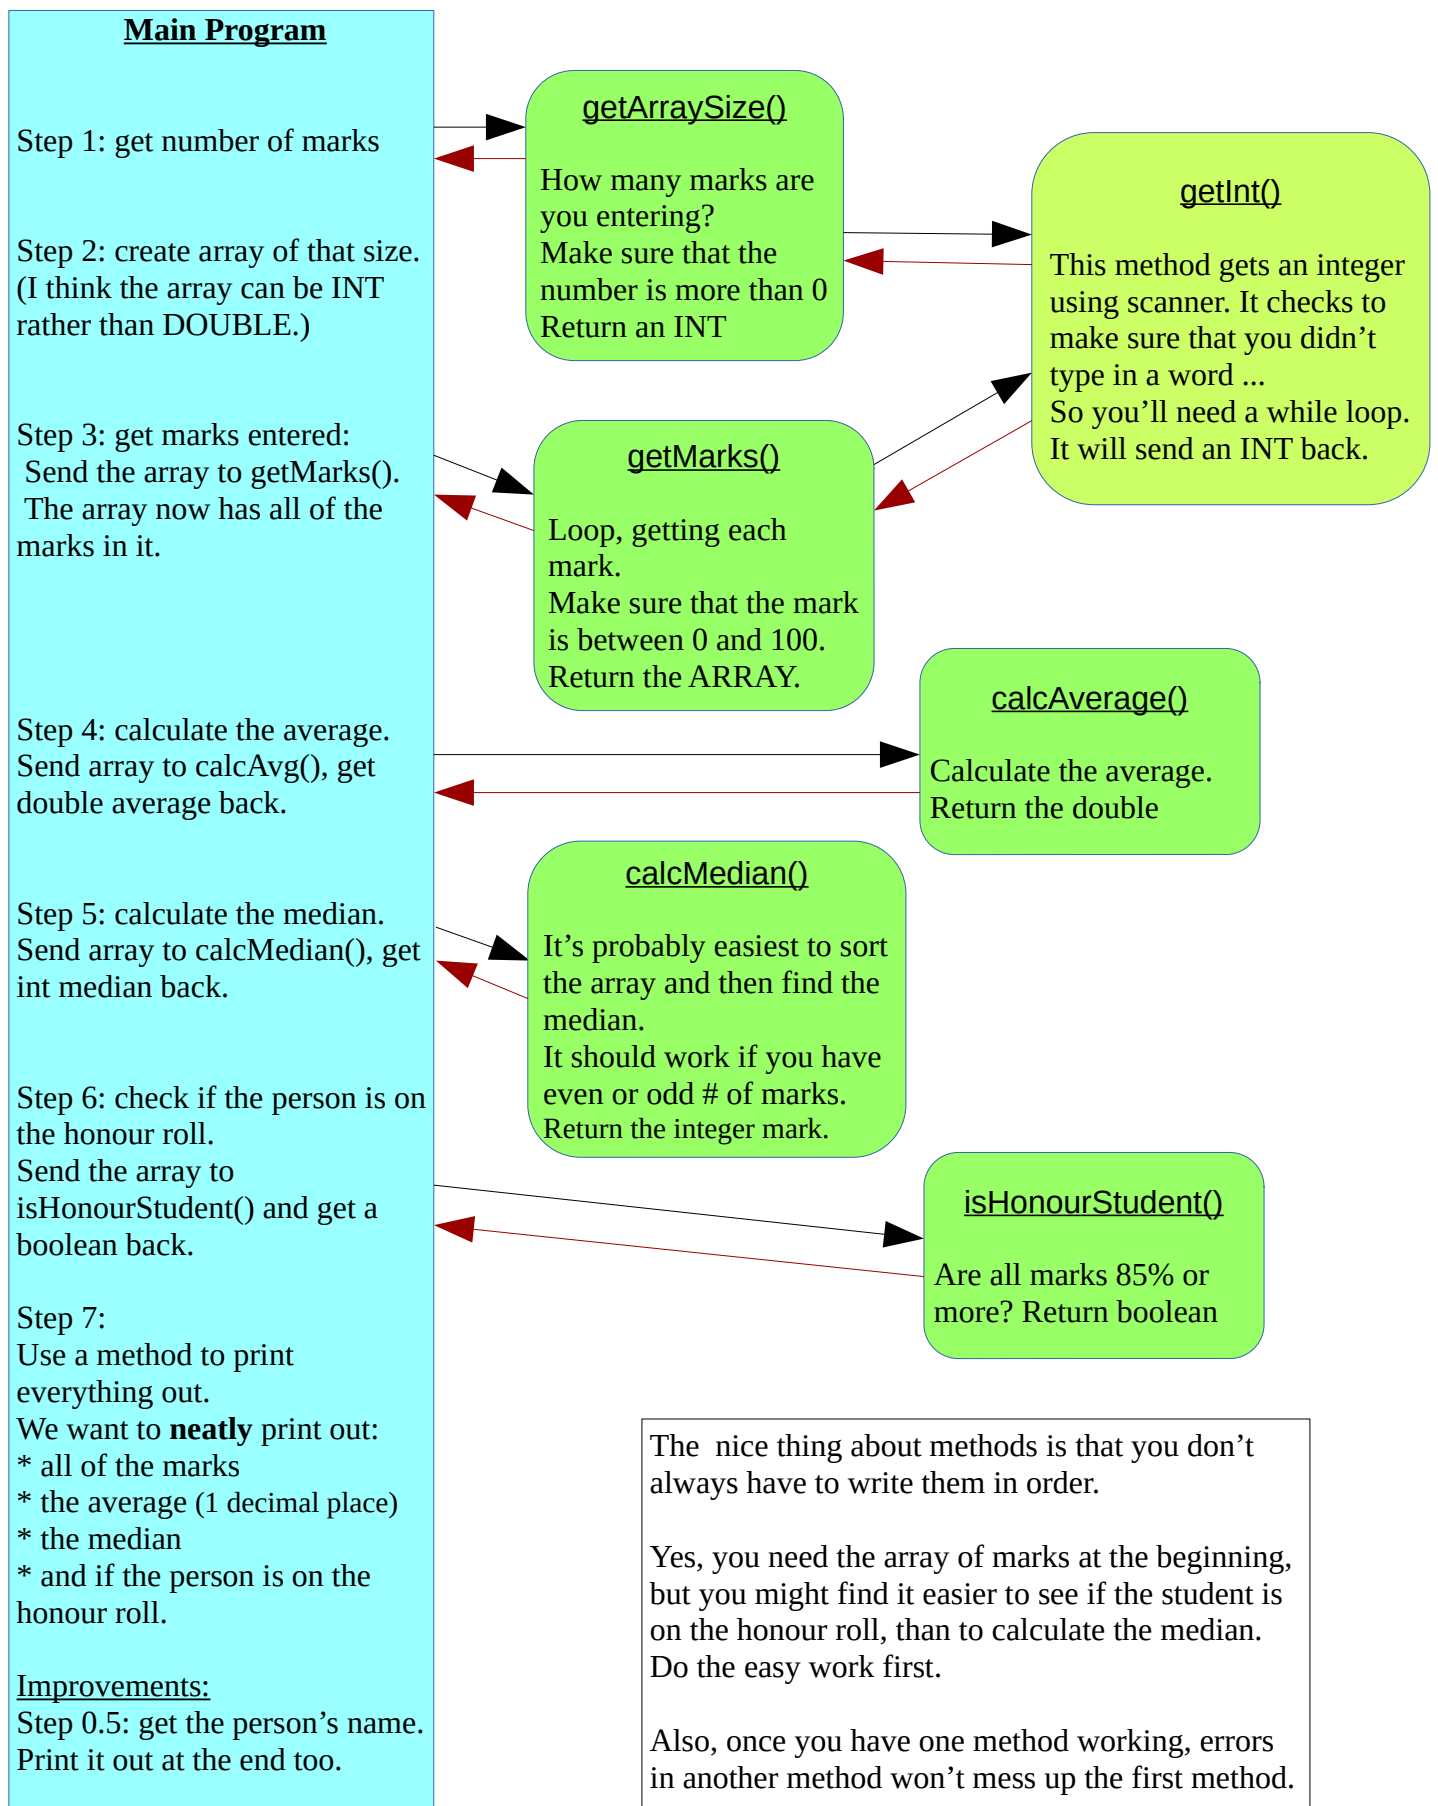 Main Program
Step 1: get number of marks
Step 2: create array of that size.
(I think the array can be INT
rather than DOUBLE.)
Step 3: get marks entered:
Send the array to getMarks().
The array now has all of the
marks in it.
Step 4: calculate the average.
Send array to calcAvg(), get
double average back.
Step 5: calculate the median.
Send array to calcMedian(), get
int median back.
Step 6: check if the person is on
the honour roll.
Send the array to
isHonourStudent() and get a
boolean back.
Step 7:
Use a method to print
everything out.
We want to neatly print out:
* all of the marks
* the average (1 decimal place)
* the median
* and if the person is on the
honour roll.
Improvements:
Step 0.5: get the person’s name.
Print it out at the end too.
getArraySize()
How many marks are
you entering?
Make sure that the
number is more than 0
Return an INT
getInt()
This method gets an integer
using scanner. It checks to
make sure that you didn’t
type in a word ...
So you’ll need a while loop.
It will send an INT back.
getMarks()
Loop, getting each
mark.
Make sure that the mark
is between 0 and 100.
Return the ARRAY.
calcAverage()
Calculate the average.
Return the double
calcMedian()
It’s probably easiest to sort
the array and then find the
median.
It should work if you have
even or odd # of marks.
Return the integer mark.
isHonourStudent()
Are all marks 85% or
more? Return boolean
The  nice thing about methods is that you don’t
always have to write them in order.
Yes, you need the array of marks at the beginning,
but you might find it easier to see if the student is
on the honour roll, than to calculate the median.
Do the easy work first.
Also, once you have one method working, errors
in another method won’t mess up the first method.